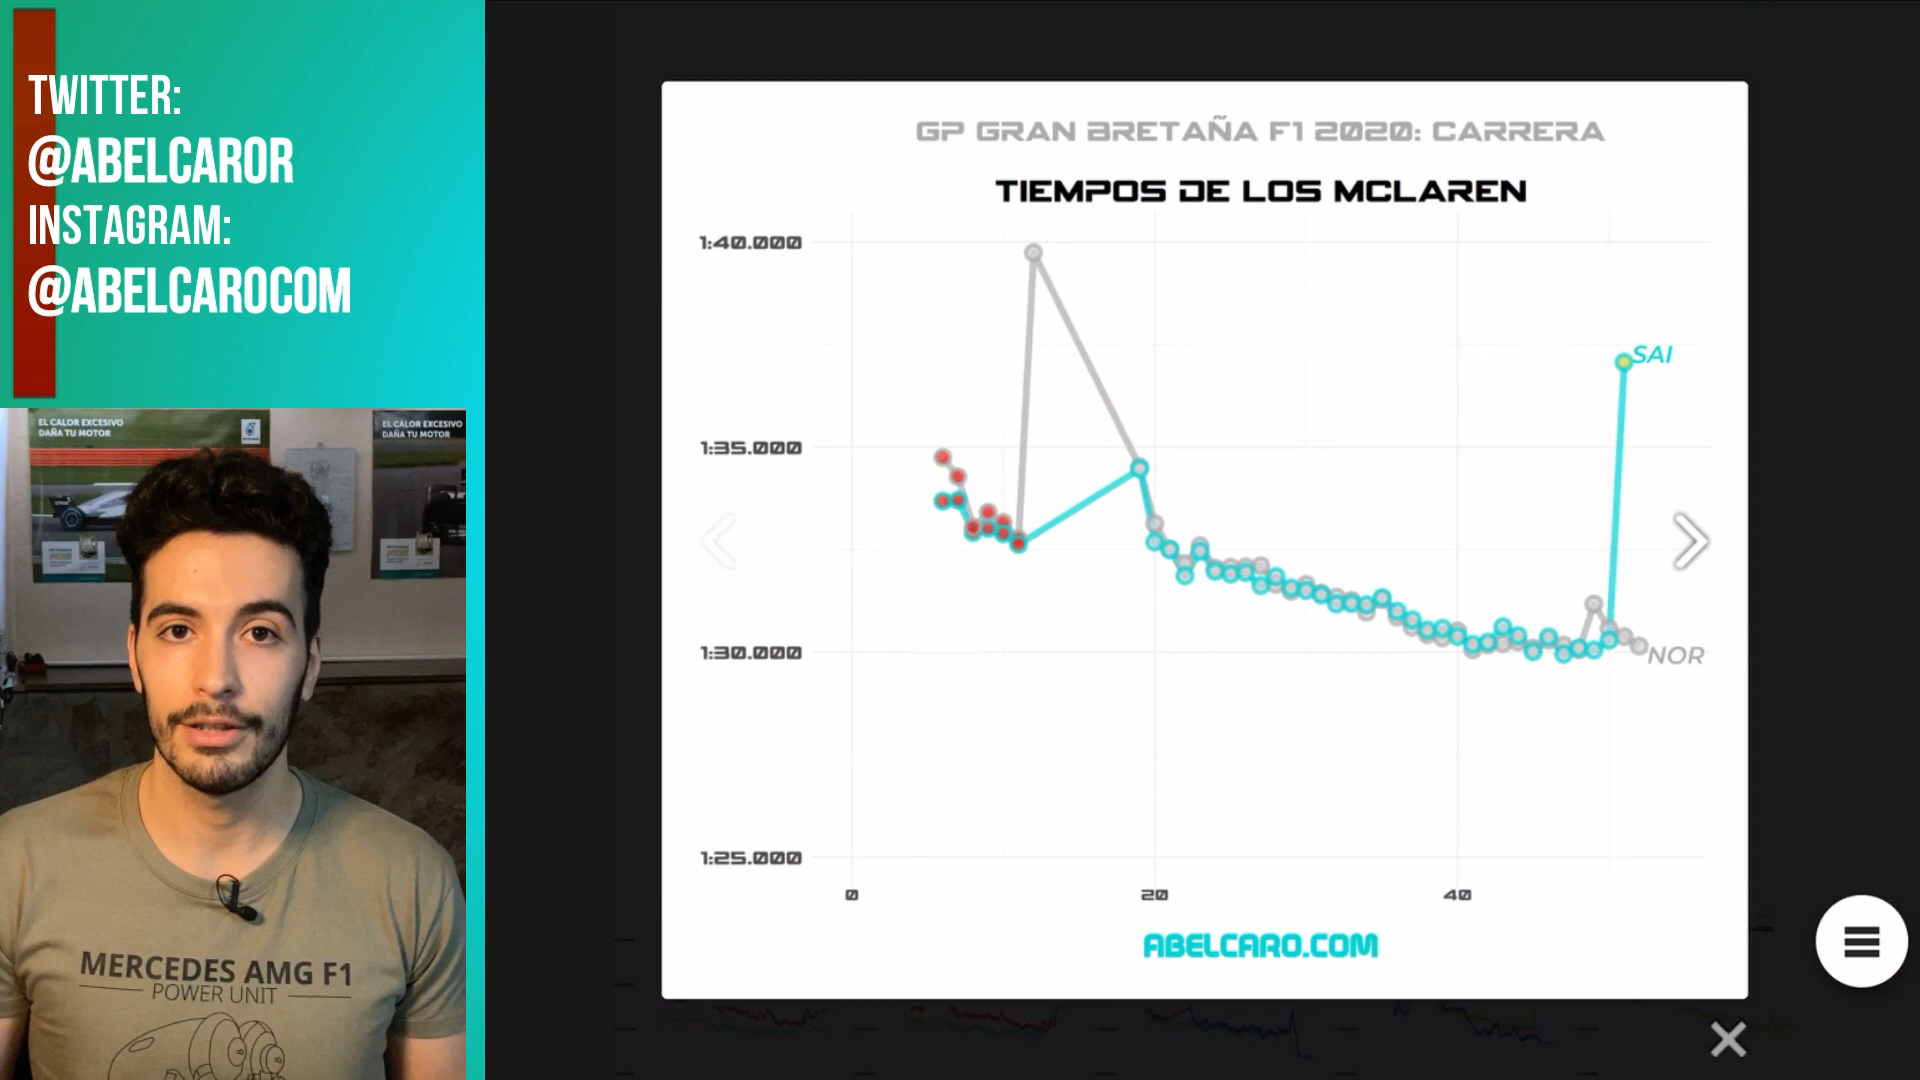 TWITTER:
@ABELCAROR
INSTAGRAM:
@ABELCAROCOM
EL CALOR EXCESIVO
DAÑA TU MOTOR
EL CALOR EXCESIVO
DAÑA TU MOTOR
MERCEDES AMG F1
POWER UNIT
GP GRAN BRETAÑA F1 2020: CARRERA
TIEMPOS DE LOS MCLAREN
1:40.000
1:35.000
1:30.000
1:25.000
SAI
NOR
0
20
40
ABELCARO.COM